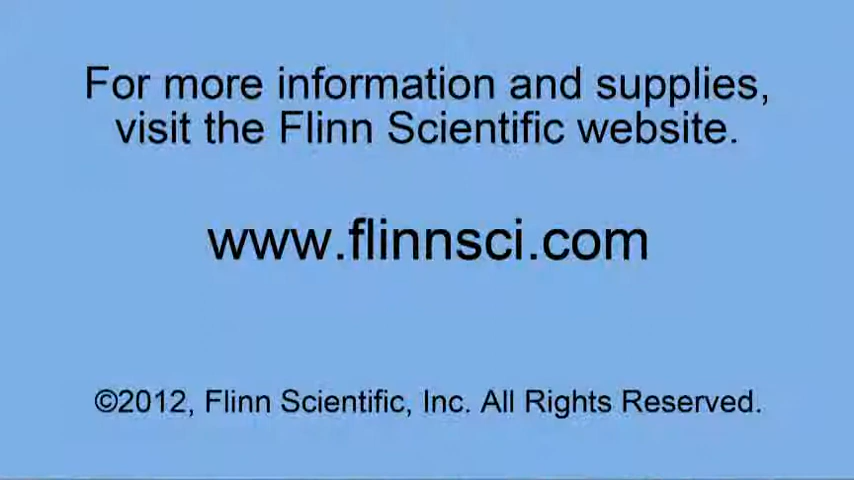 For more information and supplies,
visit the Flinn Scientific website.
www.flinnsci.com
©2012, Flinn Scientific, Inc. All Rights Reserved.